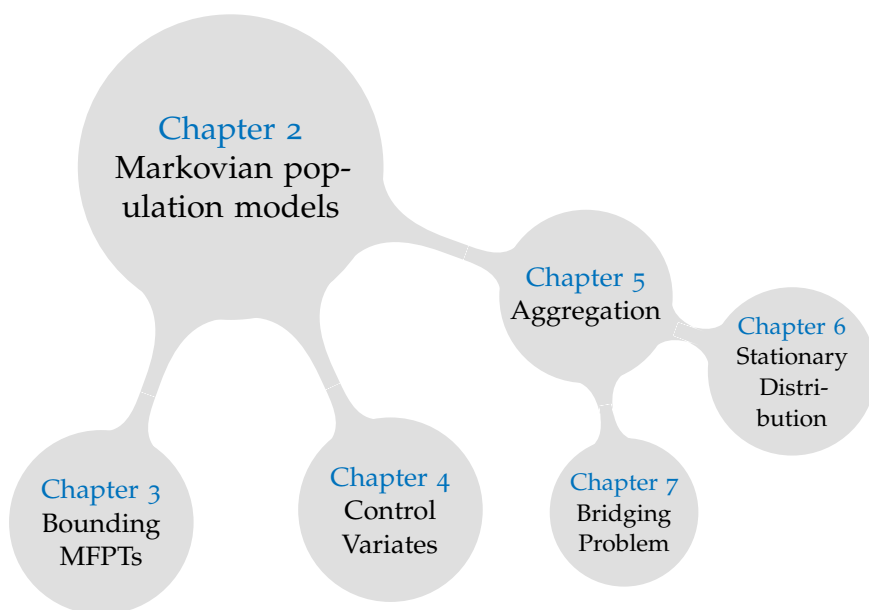 Chapter 2
Markovian pop-
ulation models
Chapter 5
Aggregation
Chapter 6
Stationary
Distri-
bution
Chapter 3
Bounding
MFPTs
Chapter 4
Control
Variates
Chapter 7
Bridging
Problem